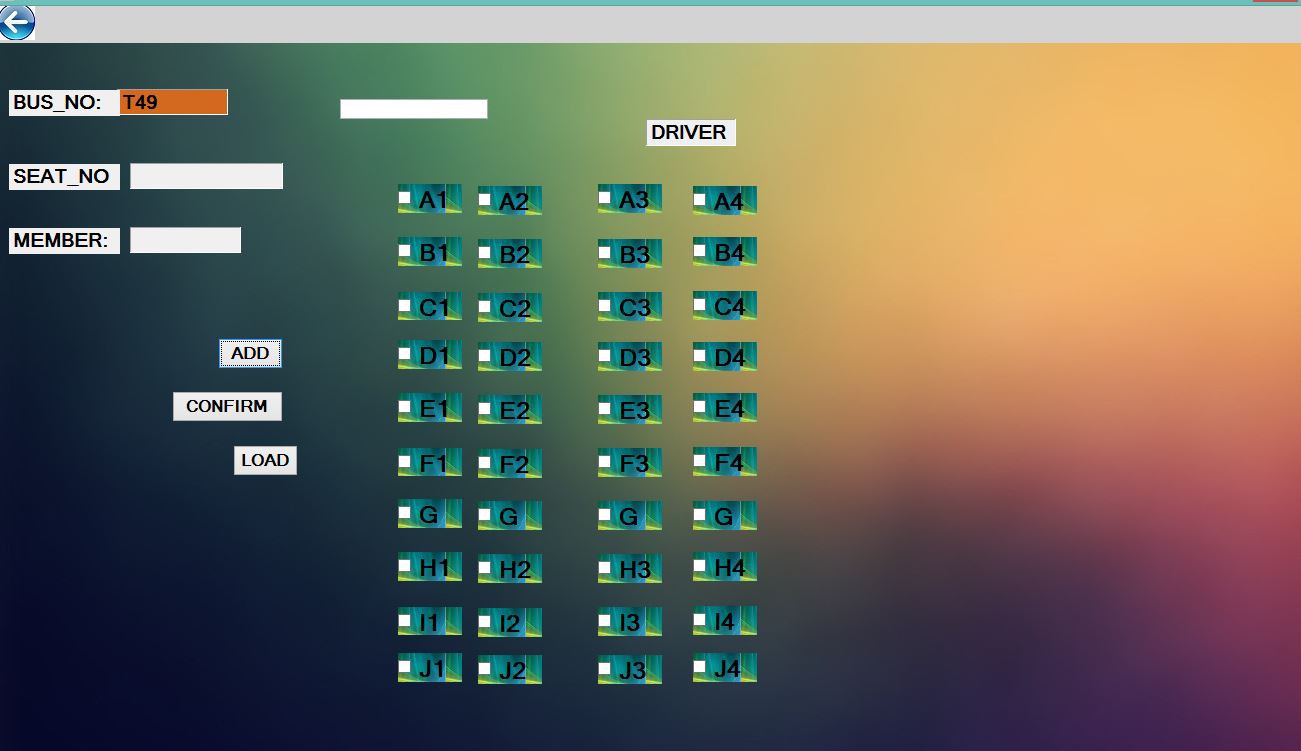 BUS_NO: T49
DRIVER
SEAT_NO
A1 A2 A3 A4
MEMBER:
B1 B2 B3 B4
C1 C2 C3 C4
ADD
D1 D2 D3 D4
CONFIRM
E1 E2 E3 E4
LOAD
F1 F2 F3 F4
G G G G
H1 H2 H3 H4
I1 I2 I3 I4
J1 J2 J3 J4